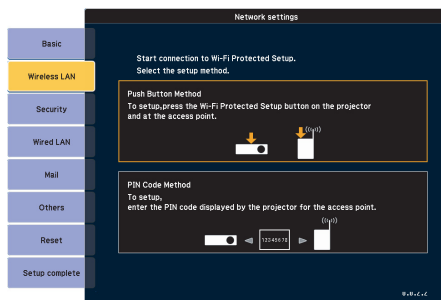 Network settings
Basic
Wireless LAN
Security
Wired LAN
Mail
Others
Reset
Setup complete
Start connection to Wi-Fi Protected Setup.
Select the setup method.
Push Button Method
To setup,press the Wi-Fi Protected Setup button on the projector
and at the access point.
PIN Code Method
To setup,
enter the PIN code displayed by the projector for the access point.
12345678